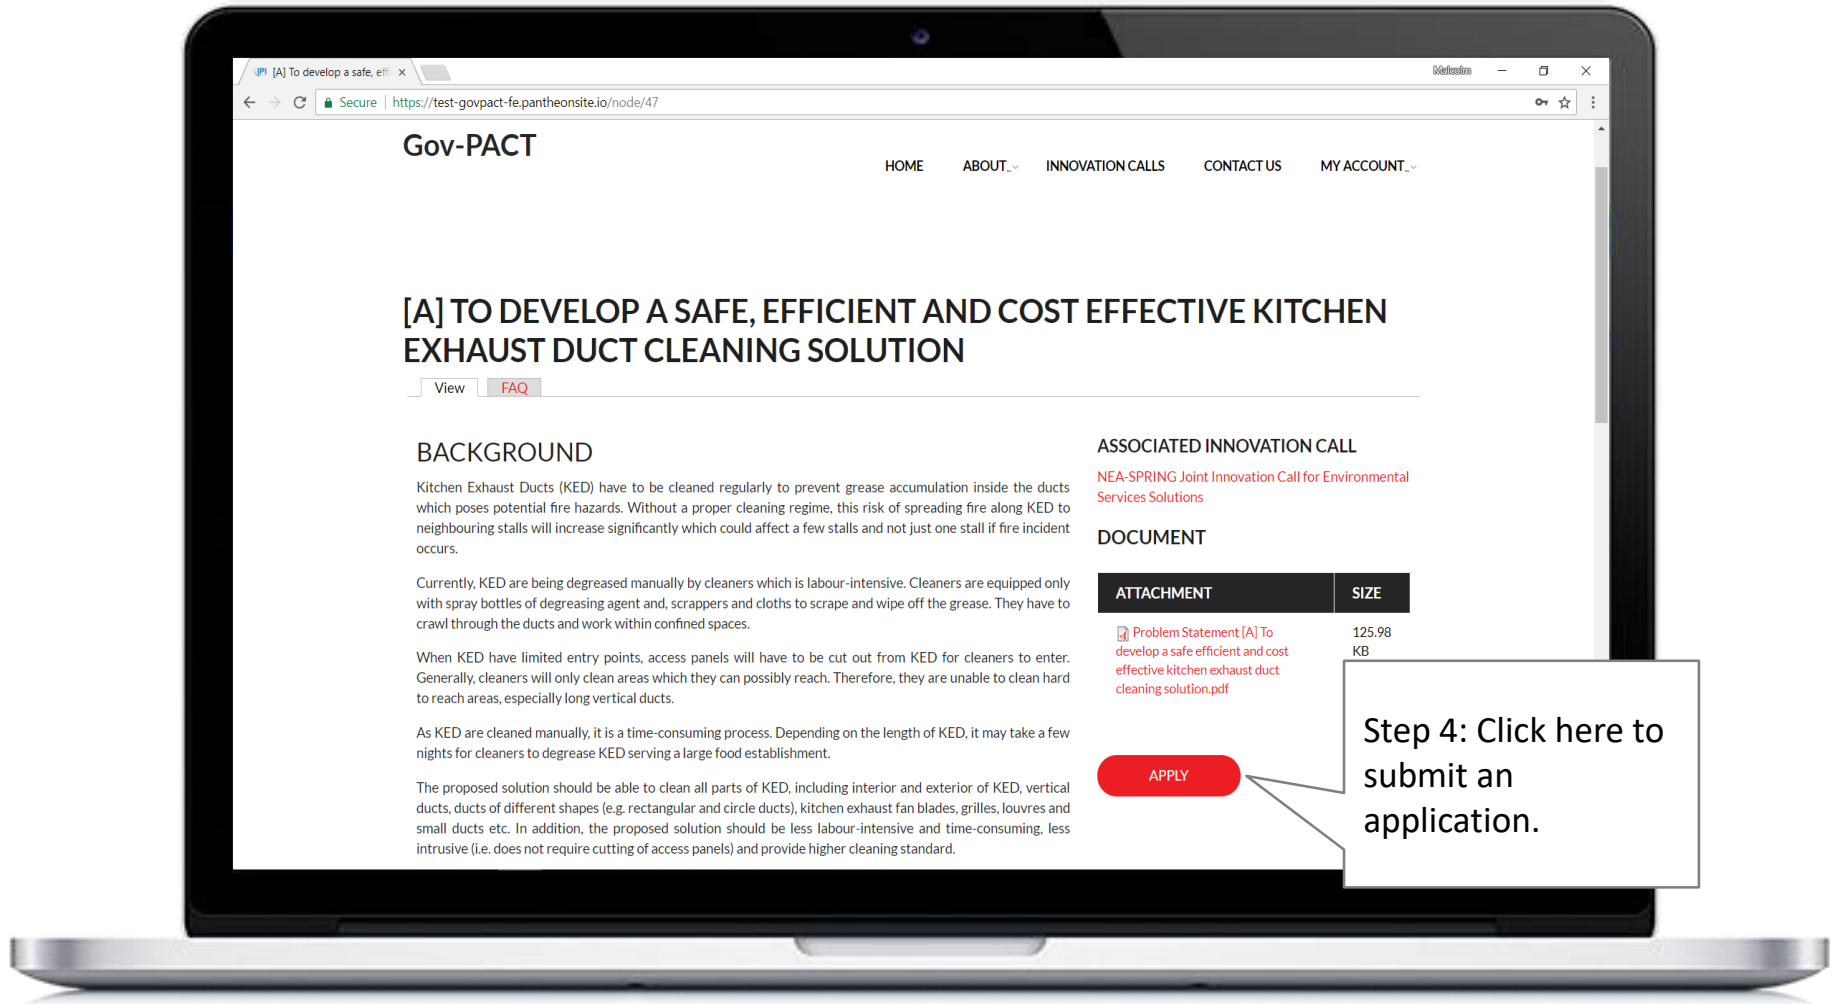 [A] To develop a safe, effi
Malcolm
Secure | https://test-govpact-fe.pantheonsite.io/node/47
Gov-PACT
HOME ABOUT INNOVATION CALLS CONTACT US MY ACCOUNT
[A] TO DEVELOP A SAFE, EFFICIENT AND COST EFFECTIVE KITCHEN
EXHAUST DUCT CLEANING SOLUTION
View FAQ
BACKGROUND
Kitchen Exhaust Ducts (KED) have to be cleaned regularly to prevent grease accumulation inside the ducts
which poses potential fire hazards. Without a proper cleaning regime, this risk of spreading fire along KED to
neighbouring stalls will increase significantly which could affect a few stalls and not just one stall if fire incident
occurs.
Currently, KED are being degreased manually by cleaners which is labour-intensive. Cleaners are equipped only
with spray bottles of degreasing agent and, scrappers and cloths to scrape and wipe off the grease. They have to
crawl through the ducts and work within confined spaces.
When KED have limited entry points, access panels will have to be cut out from KED for cleaners to enter.
Generally, cleaners will only clean areas which they can possibly reach. Therefore, they are unable to clean hard
to reach areas, especially long vertical ducts.
As KED are cleaned manually, it is a time-consuming process. Depending on the length of KED, it may take a few
nights for cleaners to degrease KED serving a large food establishment.
The proposed solution should be able to clean all parts of KED, including interior and exterior of KED, vertical
ducts, ducts of different shapes (e.g. rectangular and circle ducts), kitchen exhaust fan blades, grilles, louvres and
small ducts etc. In addition, the proposed solution should be less labour-intensive and time-consuming, less
intrusive (i.e. does not require cutting of access panels) and provide higher cleaning standard.
ASSOCIATED INNOVATION CALL
NEA-SPRING Joint Innovation Call for Environmental
Services Solutions
DOCUMENT
ATTACHMENT SIZE
Problem Statement [A] To 125.98
develop a safe efficient and cost KB
effective kitchen exhaust duct
cleaning solution.pdf
APPLY
Step 4: Click here to
submit an
application.